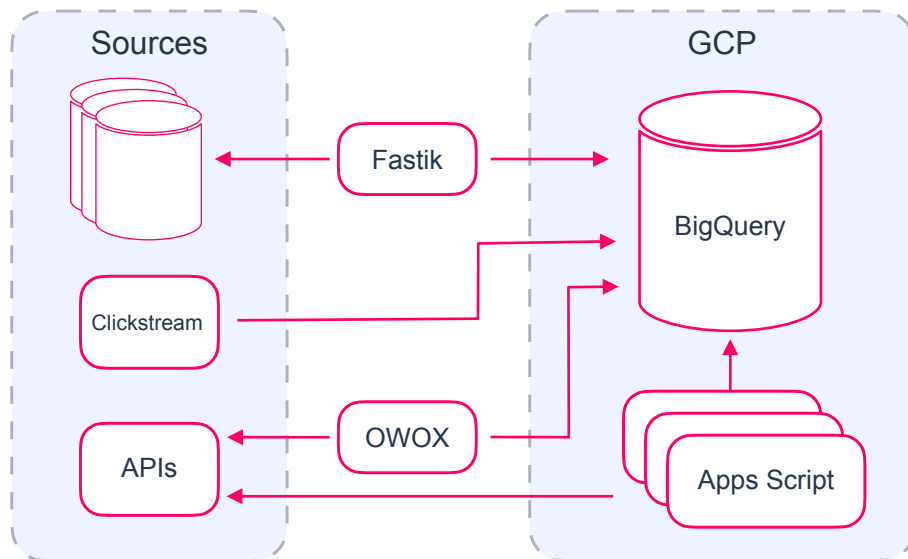 Sources
GCP
Fastik
BigQuery
Clickstream
OWOX
APIs
Apps Script